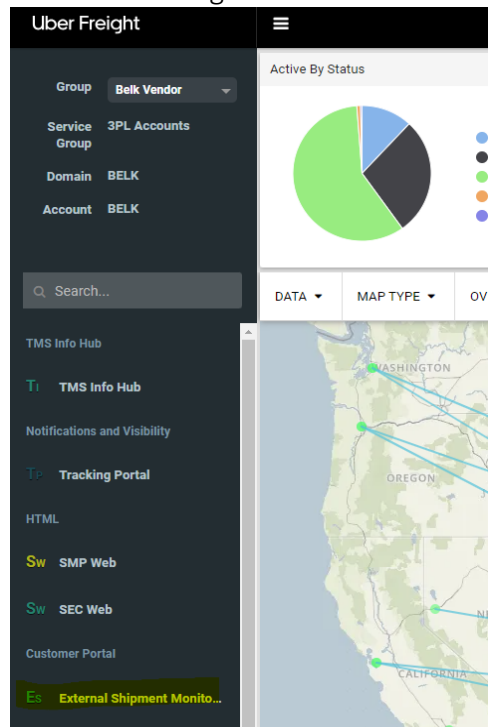 Uber Freight
Group Belk Vendor
Service Group 3PL Accounts
Domain BELK
Account BELK
Search...
TMS Info Hub
TI TMS Info Hub
Notifications and Visibility
Tracking Portal
HTML
Sw SMP Web
Sw SEC Web
Customer Portal
Es External Shipment Monito...
Active By Status
DATA MAP TYPE OV
WASHINGTON
OREGON
CALIFORNIA